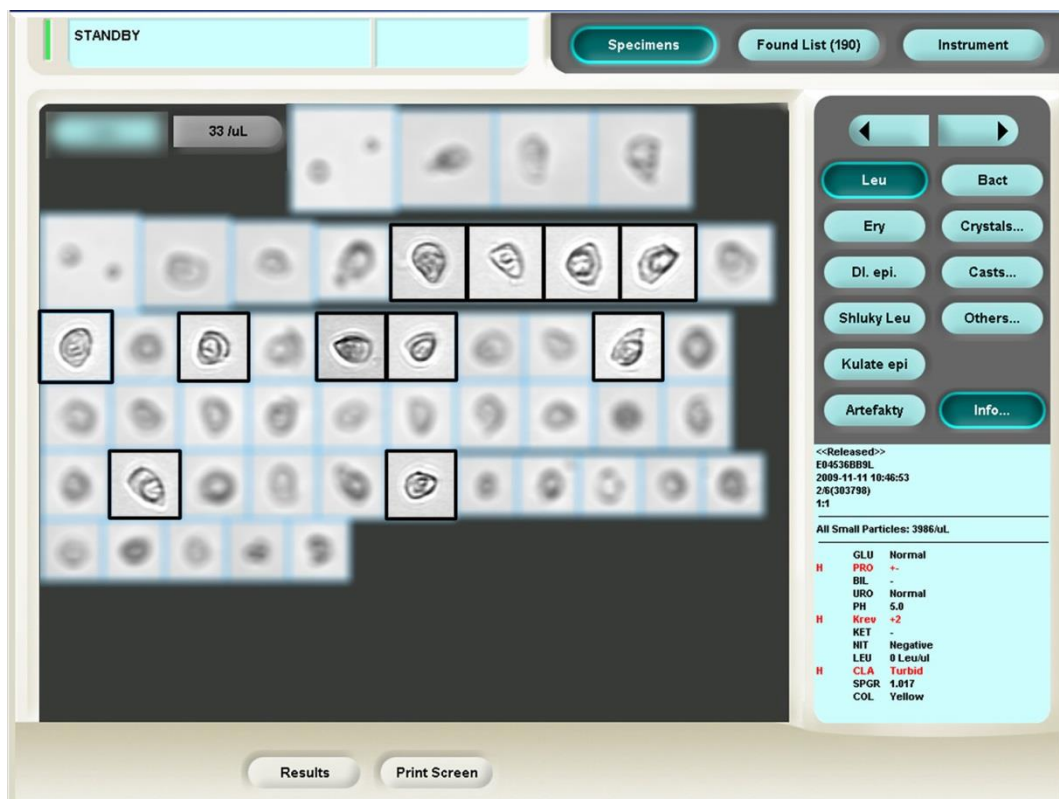 STANDBY
Specimens
Found List (190)
Instrument
33 /uL
Leu
Bact
Ery
Crystals...
Dl. epi.
Casts...
Shluky Leu
Others...
Kulate epi
Artefakty
Info...
<<Released>>
E04536BB9L
2009-11-11 10:46:53
2/6(303798)
1:1
All Small Particles: 3986/uL
GLU Normal
H PRO +-
BIL -
URO Normal
PH 5.0
H Krev +2
KET -
NIT Negative
LEU 0 Leu/ul
H CLA Turbid
SPGR 1.017
COL Yellow
Results
Print Screen